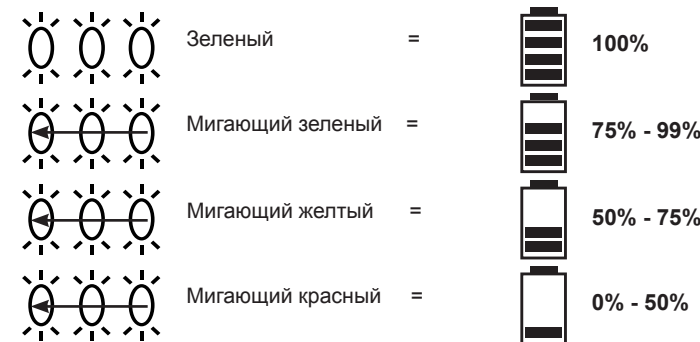 Зеленый = 100%
Мигающий зеленый = 75% - 99%
Мигающий желтый = 50% - 75%
Мигающий красный = 0% - 50%